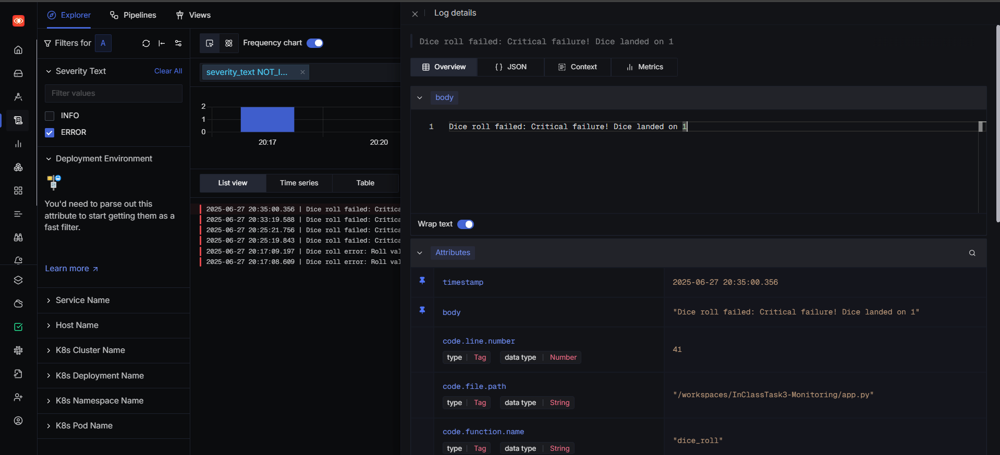 Explorer
Pipelines
Views
Filters for A
Severity Text
Clear All
Filter values
INFO
ERROR
Deployment Environment
You'd need to parse out this
attribute to start getting them as a
fast filter.
Learn more
Service Name
Host Name
K8s Cluster Name
K8s Deployment Name
K8s Namespace Name
K8s Pod Name
Frequency chart
severity_text NOT_I...
2
1
0
20:17
20:20
List view
Time series
Table
2025-06-27 20:35:00.356 | Dice roll failed: Critica
2025-06-27 20:33:19.588 | Dice roll failed: Critica
2025-06-27 20:25:21.756 | Dice roll failed: Critica
2025-06-27 20:25:19.843 | Dice roll failed: Critica
2025-06-27 20:17:09.197 | Dice roll error: Roll val
2025-06-27 20:17:08.609 | Dice roll error: Roll val
Log details
Dice roll failed: Critical failure! Dice landed on 1
Overview
{} JSON
Context
Metrics
body
1 Dice roll failed: Critical failure! Dice landed on 1
Wrap text
Attributes
timestamp
2025-06-27 20:35:00.356
body
"Dice roll failed: Critical failure! Dice landed on 1"
code.line.number
type Tag data type Number
41
code.file.path
type Tag data type String
"/workspaces/InClassTask3-Monitoring/app.py"
code.function.name
type Tag data type String
"dice_roll"